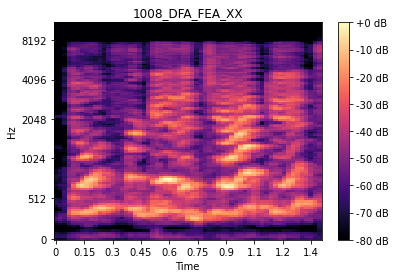 1008_DFA_FEA_XX
8192
4096
2048
1024
512
0
Hz
0 0.15 0.3 0.45 0.6 0.75 0.9 1.1 1.2 1.4
Time
+0 dB
-10 dB
-20 dB
-30 dB
-40 dB
-50 dB
-60 dB
-70 dB
-80 dB